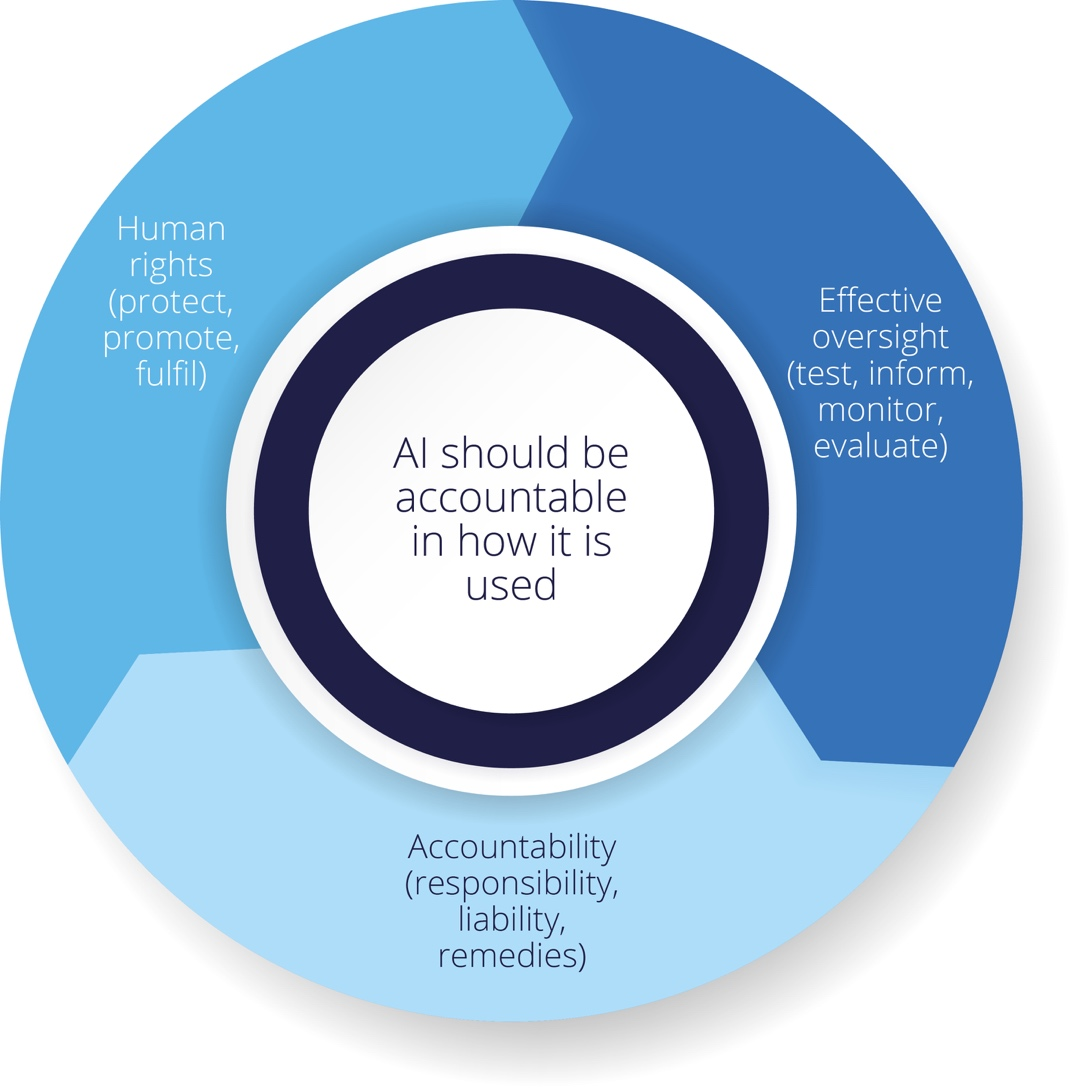 Human
rights
(protect,
promote,
fulfil)
Effective
oversight
(test, inform,
monitor,
evaluate)
AI should be
accountable
in how it is
used
Accountability
(responsibility,
liability,
remedies)